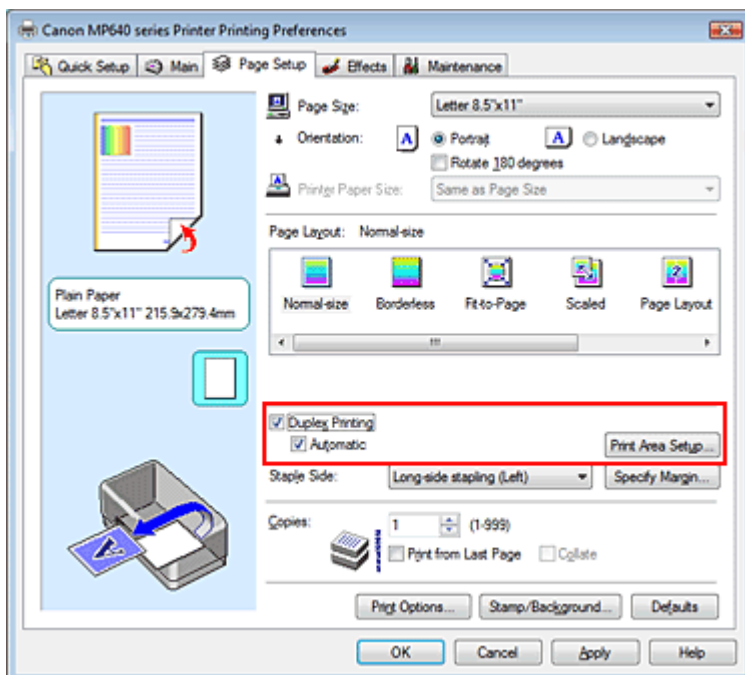 Canon MP640 series Printer Printing Preferences
Quick Setup Main Page Setup Effects Maintenance
Page Size: Letter 8.5"x11"
Orientation: A Portrait A Landscape
Rotate 180 degrees
Printer Paper Size: Same as Page Size
Page Layout: Normal-size
Normal-size Borderless Fit-to-Page Scaled Page Layout
Plain Paper
Letter 8.5"x11" 215.9x279.4mm
Duplex Printing
Automatic Print Area Setup...
Staple Side: Long-side stapling (Left) Specify Margin...
Copies: 1 (1-999)
Print from Last Page Collate
Print Options... Stamp/Background... Defaults
OK Cancel Apply Help